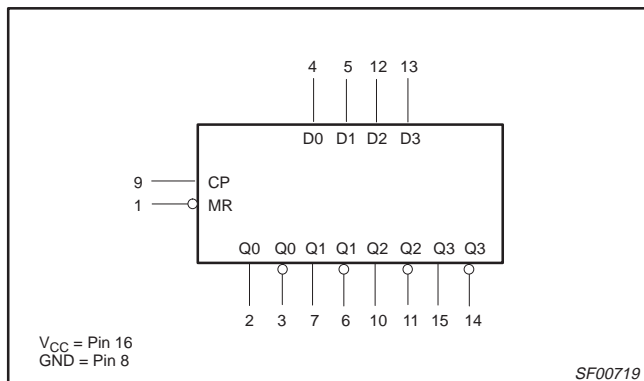 4 5 12 13
D0 D1 D2 D3
9 CP
1 MR
Q0 Q0 Q1 Q1 Q2 Q2 Q3 Q3
2 3 7 6 10 11 15 14
VCC = Pin 16
GND = Pin 8
SF00719